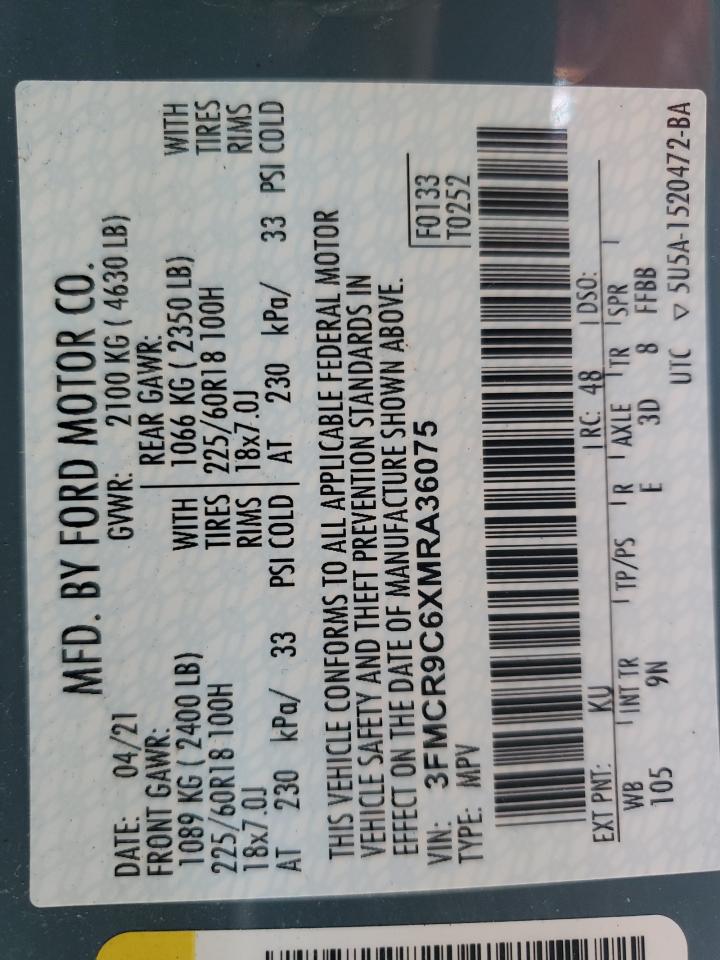 MFD. BY FORD MOTOR CO.
DATE: 04/21 GVWR: 2100 KG ( 4630 LB)
FRONT GAWR: REAR GAWR:
1089 KG ( 2400 LB) WITH 1066 KG ( 2350 LB) WITH
225/60R18 100H TIRES 225/60R18 100H TIRES
18x7.0J RIMS 18x7.0J RIMS
AT 230 kPa/ 33 PSI COLD AT 230 kPa/ 33 PSI COLD
THIS VEHICLE CONFORMS TO ALL APPLICABLE FEDERAL MOTOR
VEHICLE SAFETY AND THEFT PREVENTION STANDARDS IN
EFFECT ON THE DATE OF MANUFACTURE SHOWN ABOVE.
VIN: 3FMCR9C6XMRA36075 F0133
TYPE: MPV T0252
EXT PNT: KU RC: 48 DSO:
WB INT TR TP/PS R AXLE TR SPR
105 9N E 3D 8 FFBB
UTC ▽ 5U5A-1520472-BA